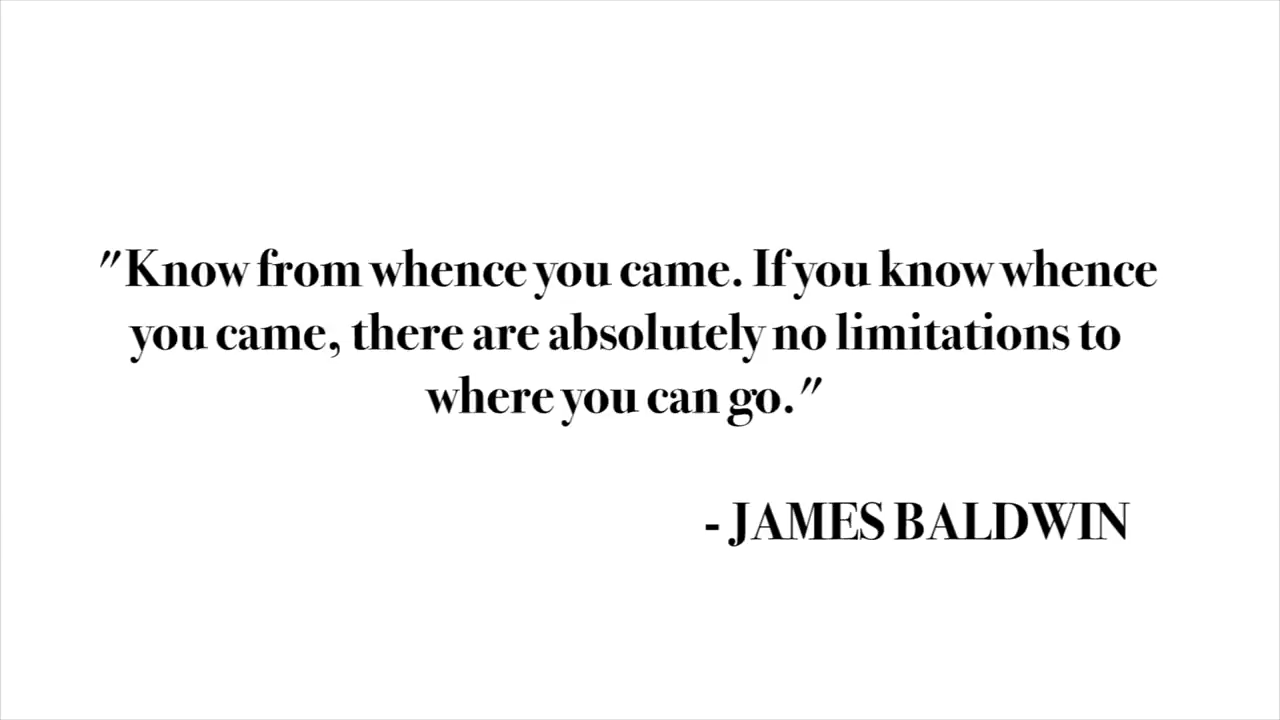 "Know from whence you came. If you know whence
you came, there are absolutely no limitations to
where you can go."
- JAMES BALDWIN